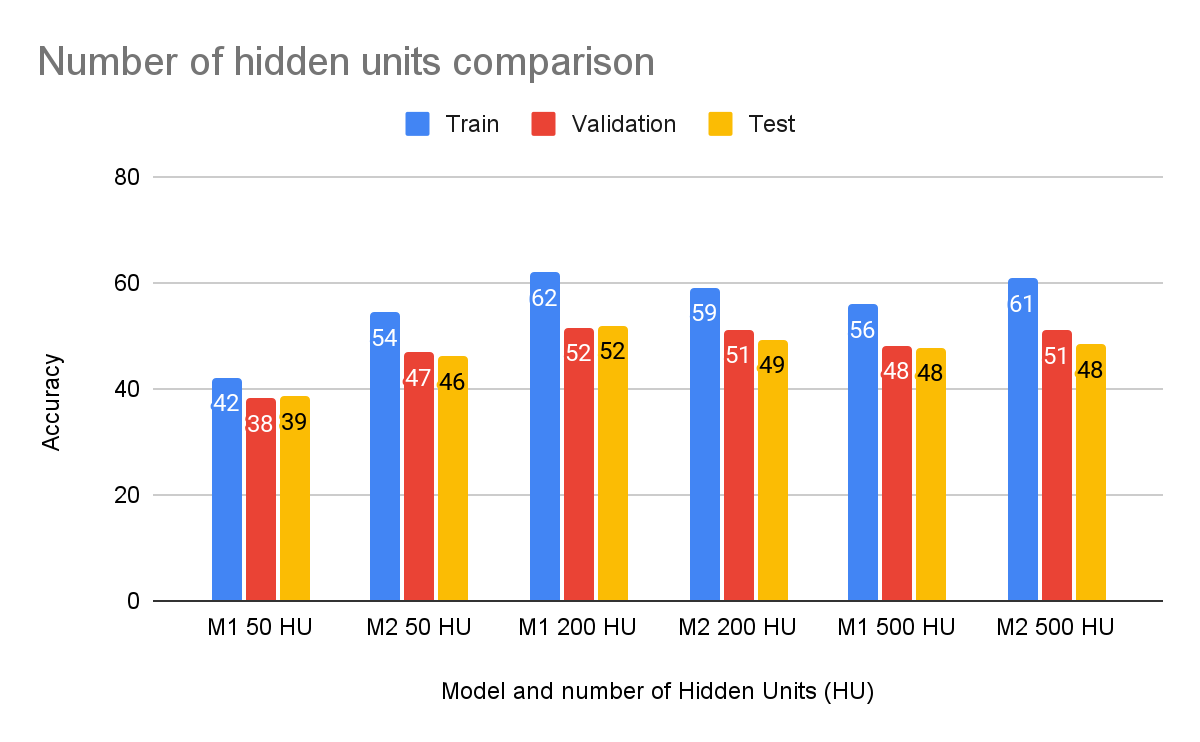 Number of hidden units comparison
Train Validation Test
80
60
40
20
0
Accuracy
42 38 39
54 47 46
62 52 52
59 51 49
56 48 48
61 51 48
M1 50 HU M2 50 HU M1 200 HU M2 200 HU M1 500 HU M2 500 HU
Model and number of Hidden Units (HU)